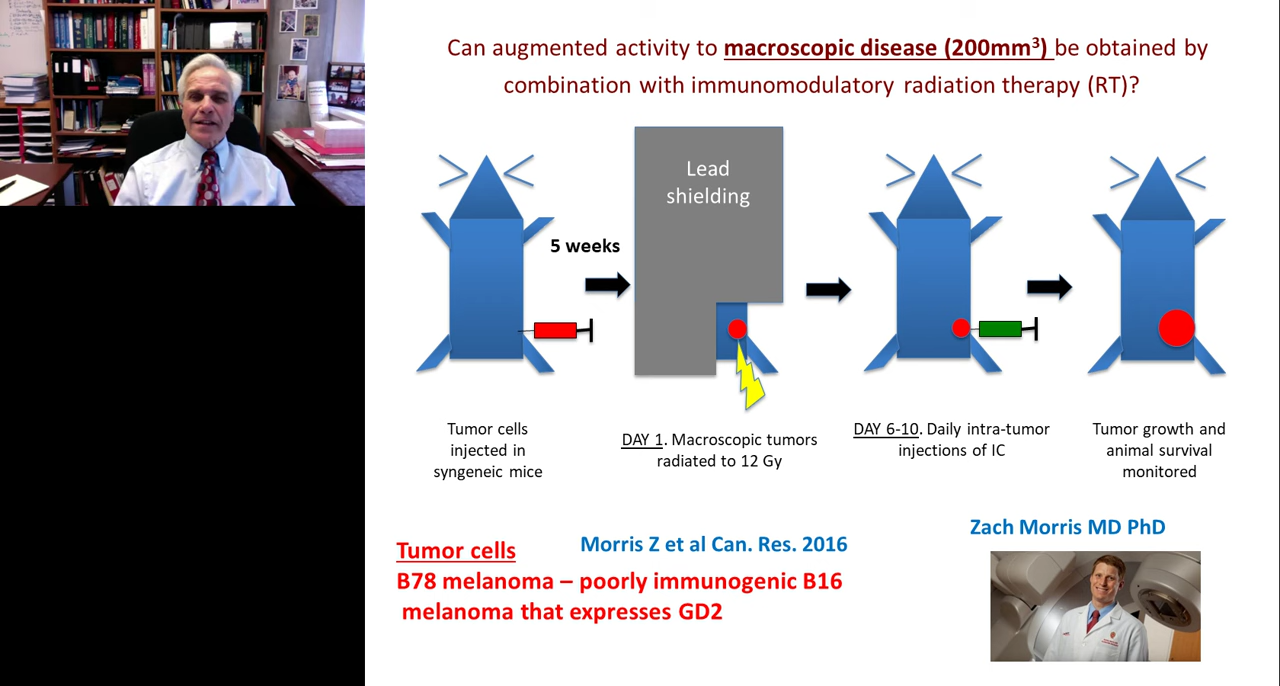 Can augmented activity to macroscopic disease (200mm³) be obtained by
combination with immunomodulatory radiation therapy (RT)?
Lead
shielding
5 weeks
Tumor cells
injected in
syngeneic mice
DAY 1. Macroscopic tumors
radiated to 12 Gy
DAY 6-10. Daily intra-tumor
injections of IC
Tumor growth and
animal survival
monitored
Tumor cells
Morris Z et al Can. Res. 2016
Zach Morris MD PhD
B78 melanoma – poorly immunogenic B16
melanoma that expresses GD2